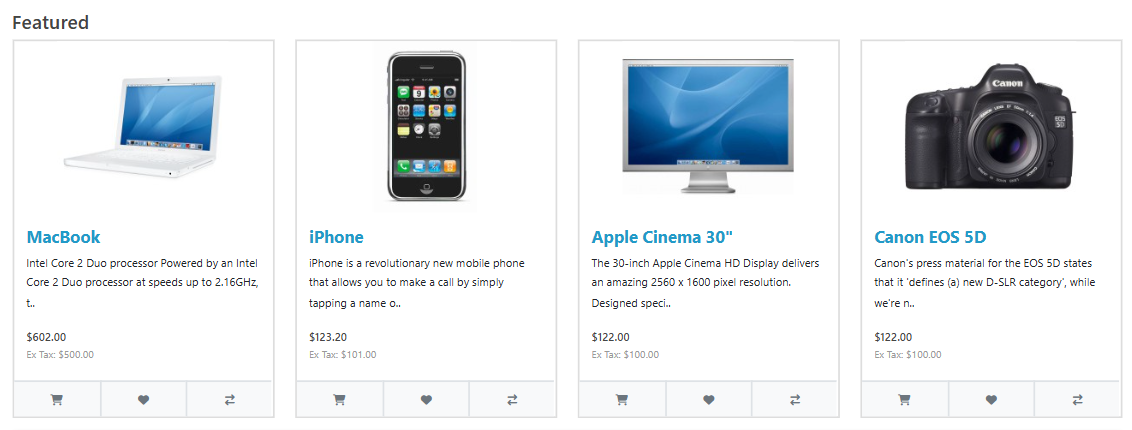 Featured
Canon
EOS
5D
MacBook
Intel Core 2 Duo processor Powered by an Intel
Core 2 Duo processor at speeds up to 2.16GHz,
t..
$602.00
Ex Tax: $500.00
iPhone
iPhone is a revolutionary new mobile phone
that allows you to make a call by simply
tapping a name o..
$123.20
Ex Tax: $101.00
Apple Cinema 30"
The 30-inch Apple Cinema HD Display delivers
an amazing 2560 x 1600 pixel resolution.
Designed speci..
$122.00
Ex Tax: $100.00
Canon EOS 5D
Canon's press material for the EOS 5D states
that it 'defines (a) new D-SLR category', while
we're n..
$122.00
Ex Tax: $100.00